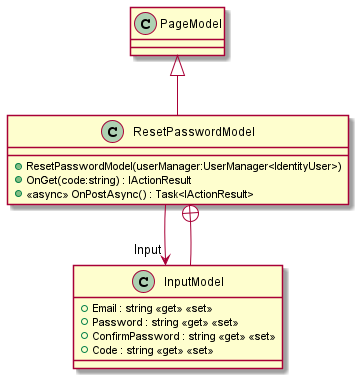 C PageModel
C ResetPasswordModel
ResetPasswordModel(userManager:UserManager<IdentityUser>)
OnGet(code:string) : IActionResult
«async» OnPostAsync() : Task<IActionResult>
Input
C InputModel
Email : string «get» «set»
Password : string «get» «set»
ConfirmPassword : string «get» «set»
Code : string «get» «set»